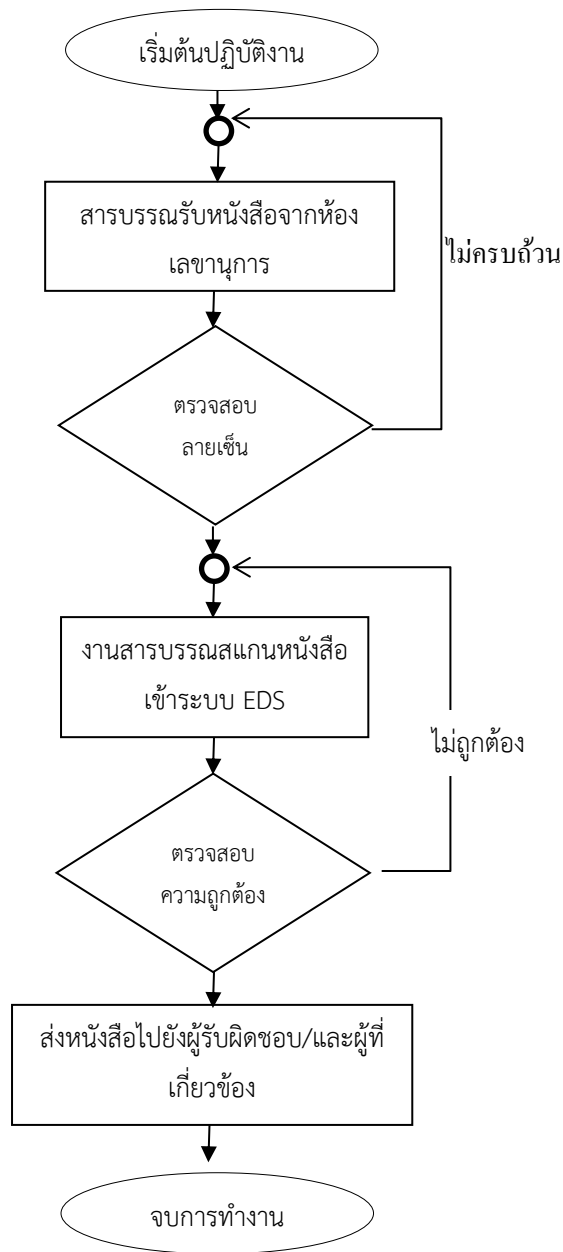 เริ่มต้นปฏิบัติงาน
สารบรรณรับหนังสือจากห้อง
เลขานุการ
ไม่ครบถ้วน
ตรวจสอบ
ลายเซ็น
งานสารบรรณสแกนหนังสือ
เข้าระบบ EDS
ไม่ถูกต้อง
ตรวจสอบ
ความถูกต้อง
ส่งหนังสือไปยังผู้รับผิดชอบ/และผู้ที่
เกี่ยวข้อง
จบการทำงาน